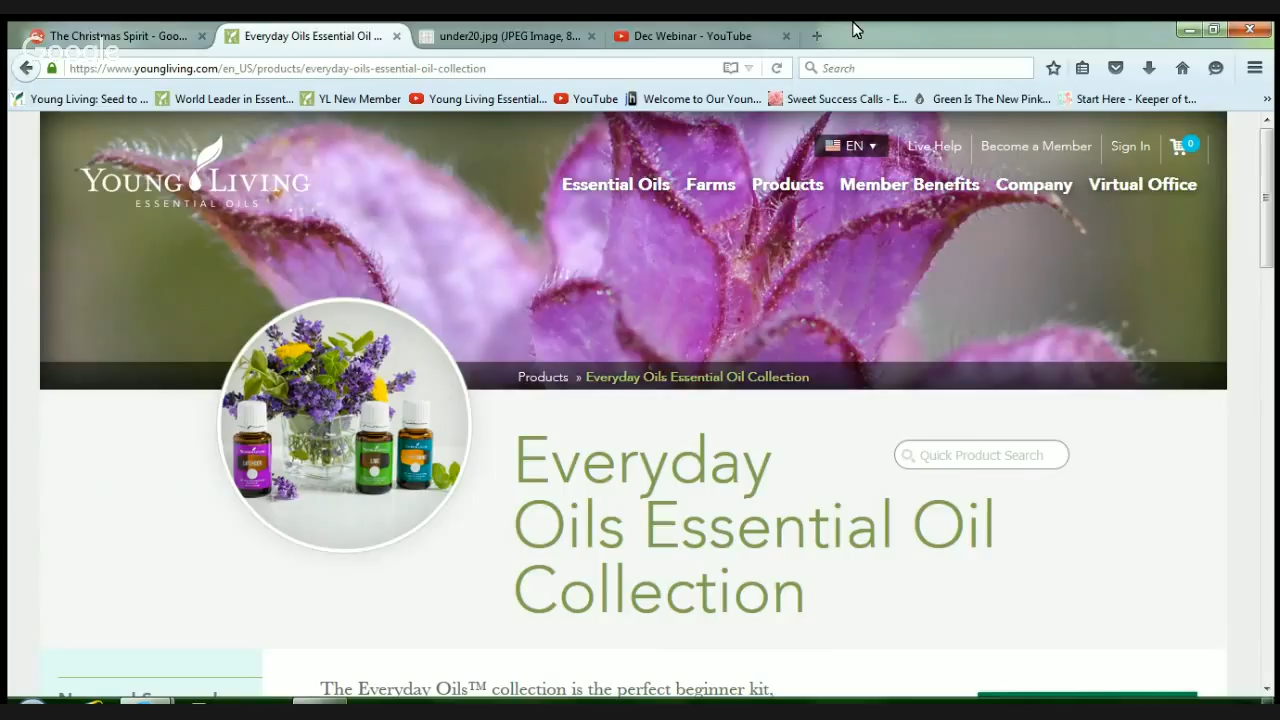 The Christmas Spirit - Goo...
Everyday Oils Essential Oil ...
under20.jpg (JPEG Image, 8...
Dec Webinar - YouTube
Google
https://www.youngliving.com/en_US/products/everyday-oils-essential-oil-collection
Search
Young Living: Seed to ...
World Leader in Essent...
YL New Member
Young Living Essential...
YouTube
Welcome to Our Youn...
Sweet Success Calls - E...
Green Is The New Pink...
Start Here - Keeper of t...
EN
Live Help
Become a Member
Sign In
0
YOUNG LIVING
ESSENTIAL OILS
Essential Oils
Farms
Products
Member Benefits
Company
Virtual Office
Products » Everyday Oils Essential Oil Collection
LAVENDER
LIME
Everyday
Oils Essential Oil
Collection
Quick Product Search
The Everyday Oils™ collection is the perfect beginner kit,